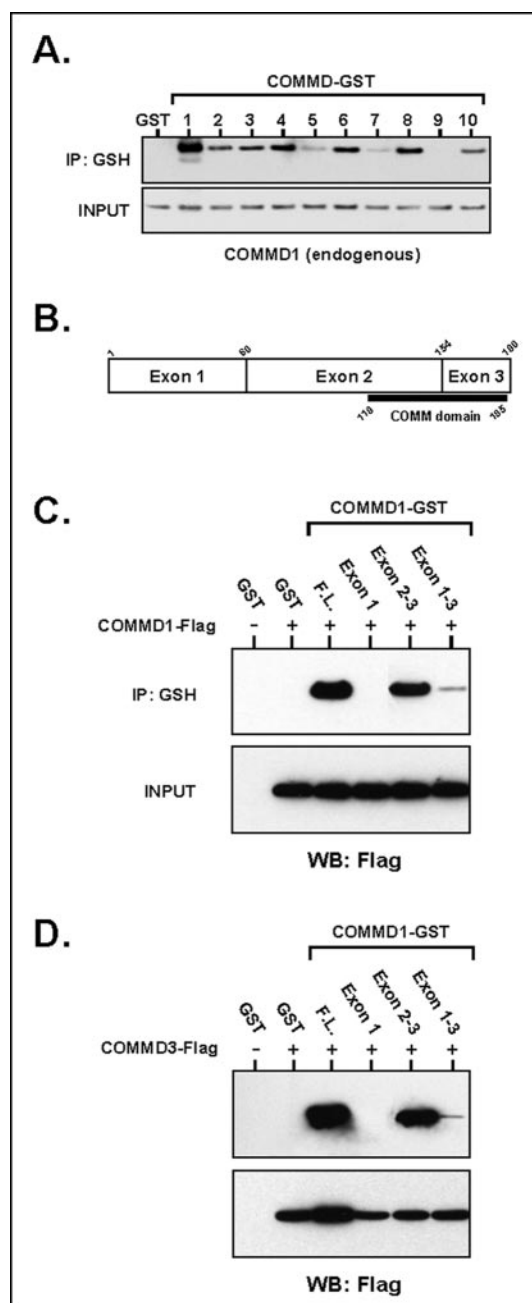 A.
COMMD-GST
GST 1 2 3 4 5 6 7 8 9 10
IP: GSH
INPUT
COMMD1 (endogenous)
B.
1 60 154 190
Exon 1 Exon 2 Exon 3
118 COMM domain 185
C.
COMMD1-GST
GST GST F.L. Exon 1 Exon 2-3 Exon 1-3
COMMD1-Flag - + + + + +
IP: GSH
INPUT
WB: Flag
D.
COMMD1-GST
GST GST F.L. Exon 1 Exon 2-3 Exon 1-3
COMMD3-Flag - + + + + +
WB: Flag